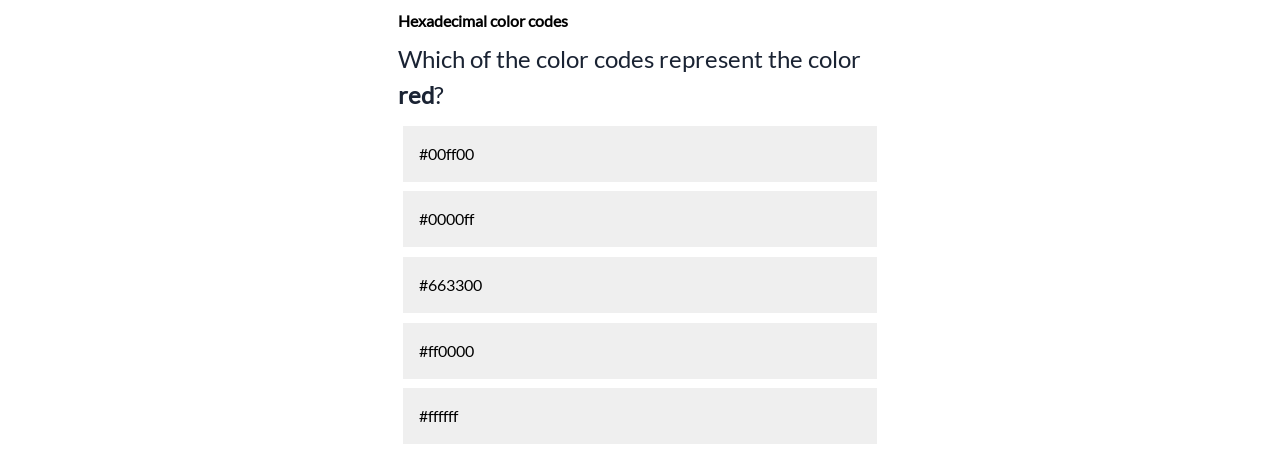 Hexadecimal color codes
Which of the color codes represent the color
red?
#00ff00
#0000ff
#663300
#ff0000
#ffffff